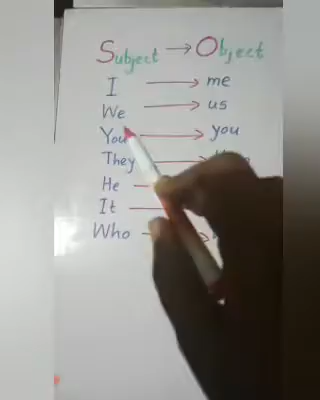 Subject → Object
I → me
We → us
You → you
They →
He
It
Who →